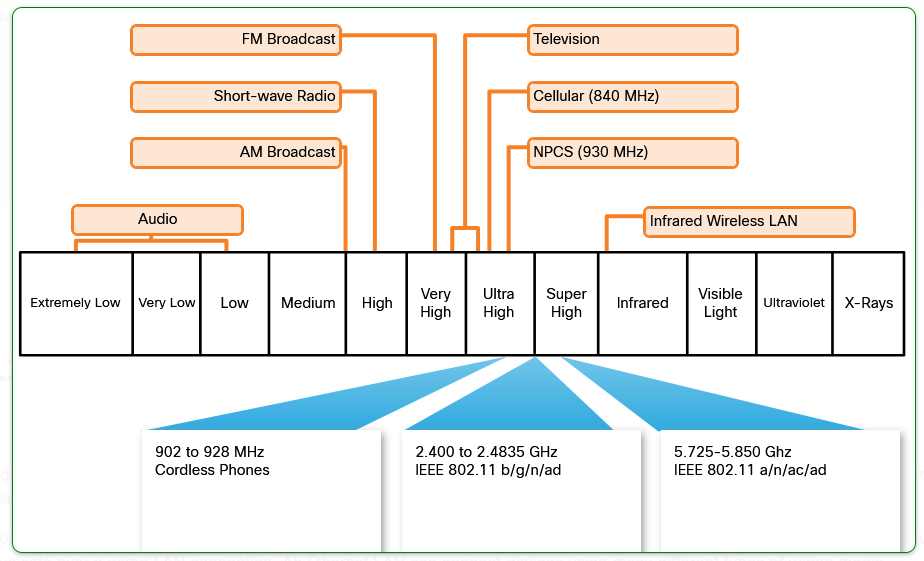 FM Broadcast
Television
Short-wave Radio
Cellular (840 MHz)
AM Broadcast
NPCS (930 MHz)
Audio
Infrared Wireless LAN
Extremely Low
Very Low
Low
Medium
High
Very
High
Ultra
High
Super
High
Infrared
Visible
Light
Ultraviolet
X-Rays
902 to 928 MHz
Cordless Phones
2.400 to 2.4835 GHz
IEEE 802.11 b/g/n/ad
5.725-5.850 Ghz
IEEE 802.11 a/n/ac/ad